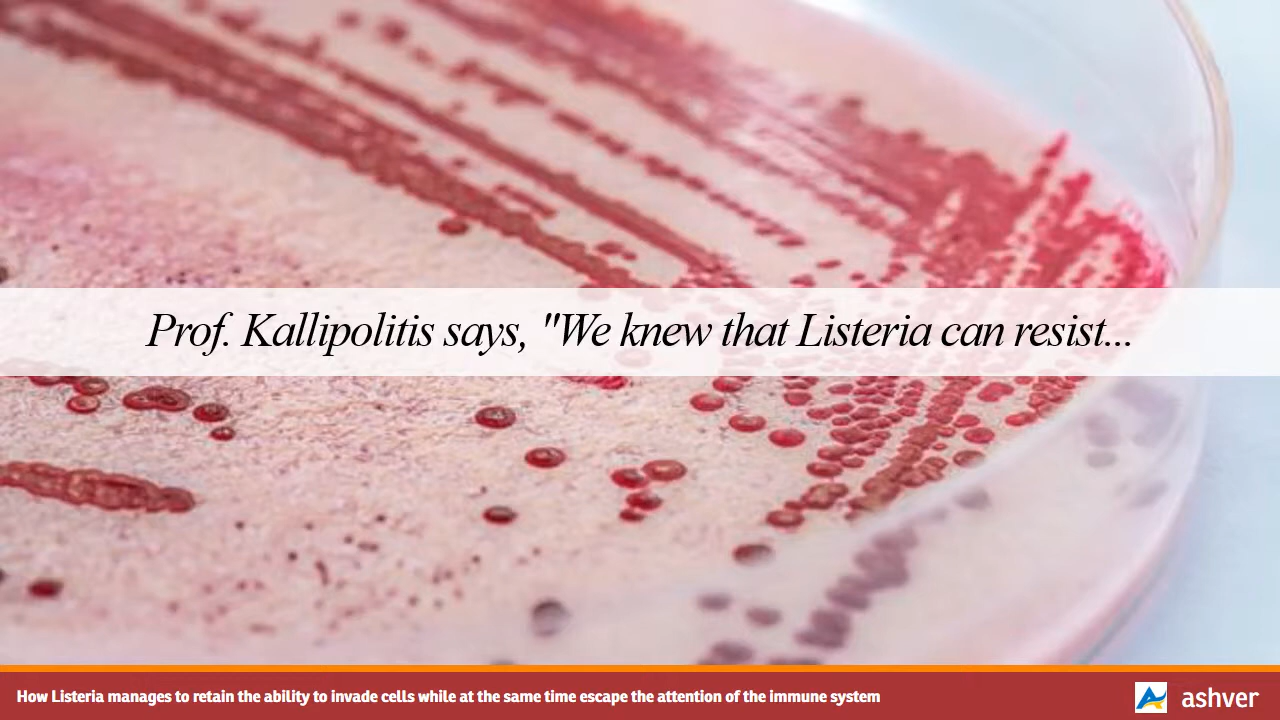 Prof. Kallipolitis says, "We knew that Listeria can resist...
How Listeria manages to retain the ability to invade cells while at the same time escape the attention of the immune system
ashver